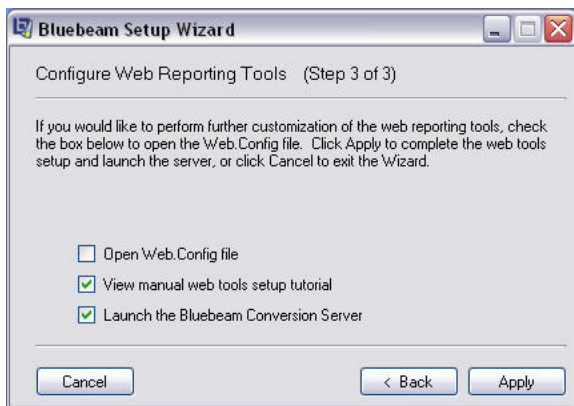 Bluebeam Setup Wizard
Configure Web Reporting Tools (Step 3 of 3)
If you would like to perform further customization of the web reporting tools, check
the box below to open the Web.Config file. Click Apply to complete the web tools
setup and launch the server, or click Cancel to exit the Wizard.
Open Web.Config file
View manual web tools setup tutorial
Launch the Bluebeam Conversion Server
Cancel
< Back
Apply